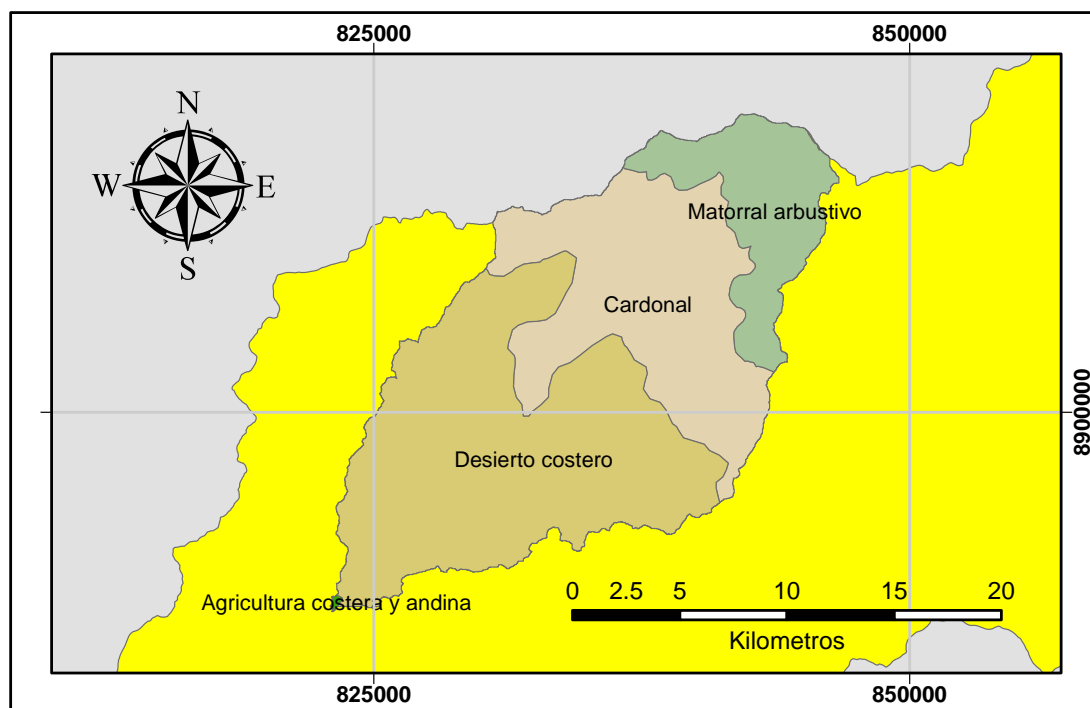 825000
850000
N
W
E
S
Matorral arbustivo
Cardonal
8900000
Desierto costero
Agricultura costera y andina
0 2.5 5 10 15 20
Kilometros
825000
850000